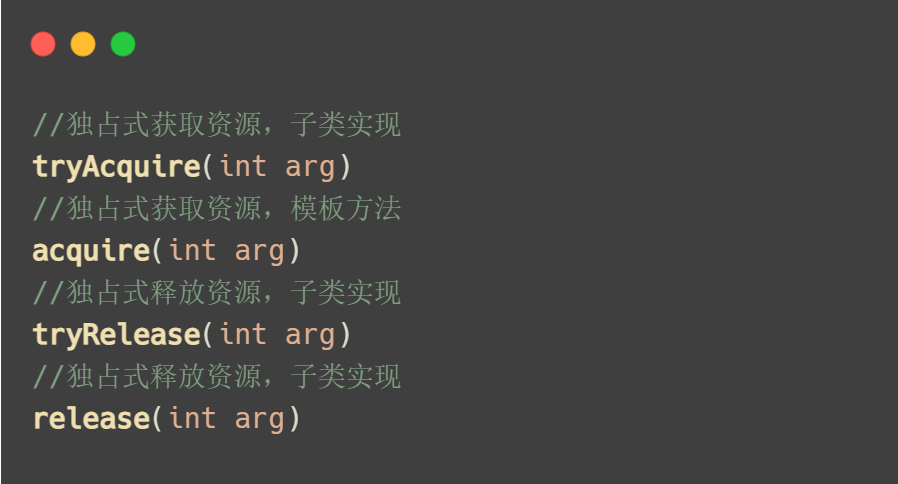 //独占式获取资源，子类实现
tryAcquire(int arg)
//独占式获取资源，模板方法
acquire(int arg)
//独占式释放资源，子类实现
tryRelease(int arg)
//独占式释放资源，子类实现
release(int arg)